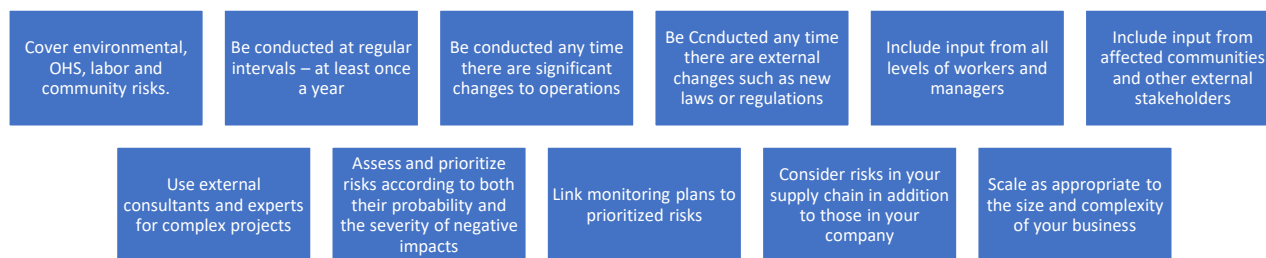 Cover environmental,
OHS, labor and
community risks.
Be conducted at regular
intervals – at least once
a year
Be conducted any time
there are significant
changes to operations
Be Ccnducted any time
there are external
changes such as new
laws or regulations
Include input from all
levels of workers and
managers
Include input from
affected communities
and other external
stakeholders
Use external
consultants and experts
for complex projects
Assess and prioritize
risks according to both
their probability and
the severity of negative
impacts
Link monitoring plans to
prioritized risks
Consider risks in your
supply chain in addition
to those in your
company
Scale as appropriate to
the size and complexity
of your business